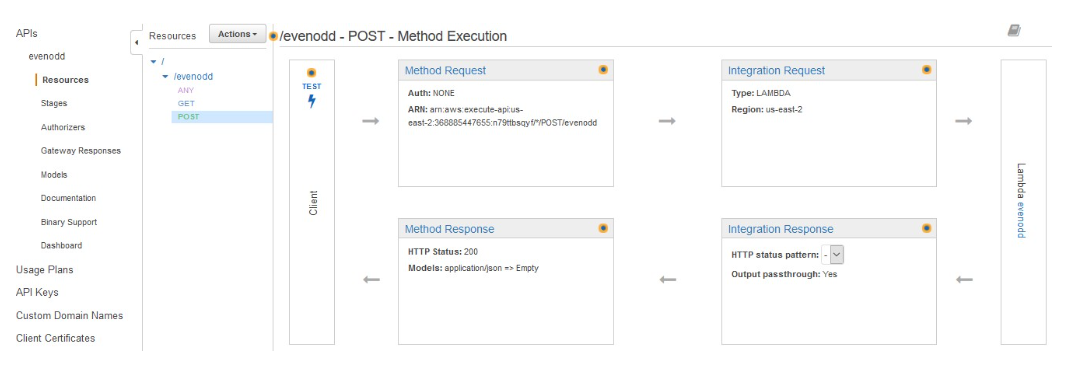 APIs
evenodd
Resources
Stages
Authorizers
Gateway Responses
Models
Documentation
Binary Support
Dashboard
Usage Plans
API Keys
Custom Domain Names
Client Certificates
Resources
Actions
/
/evenodd
ANY
GET
POST
/evenodd - POST - Method Execution
TEST
Client
Method Request
Auth: NONE
ARN: arn:aws:execute-api:us-
east-2:368885447655:n79ttbsqyf/*/POST/evenodd
Integration Request
Type: LAMBDA
Region: us-east-2
Method Response
HTTP Status: 200
Models: application/json => Empty
Integration Response
HTTP status pattern: -
Output passthrough: Yes
Lambda evenodd